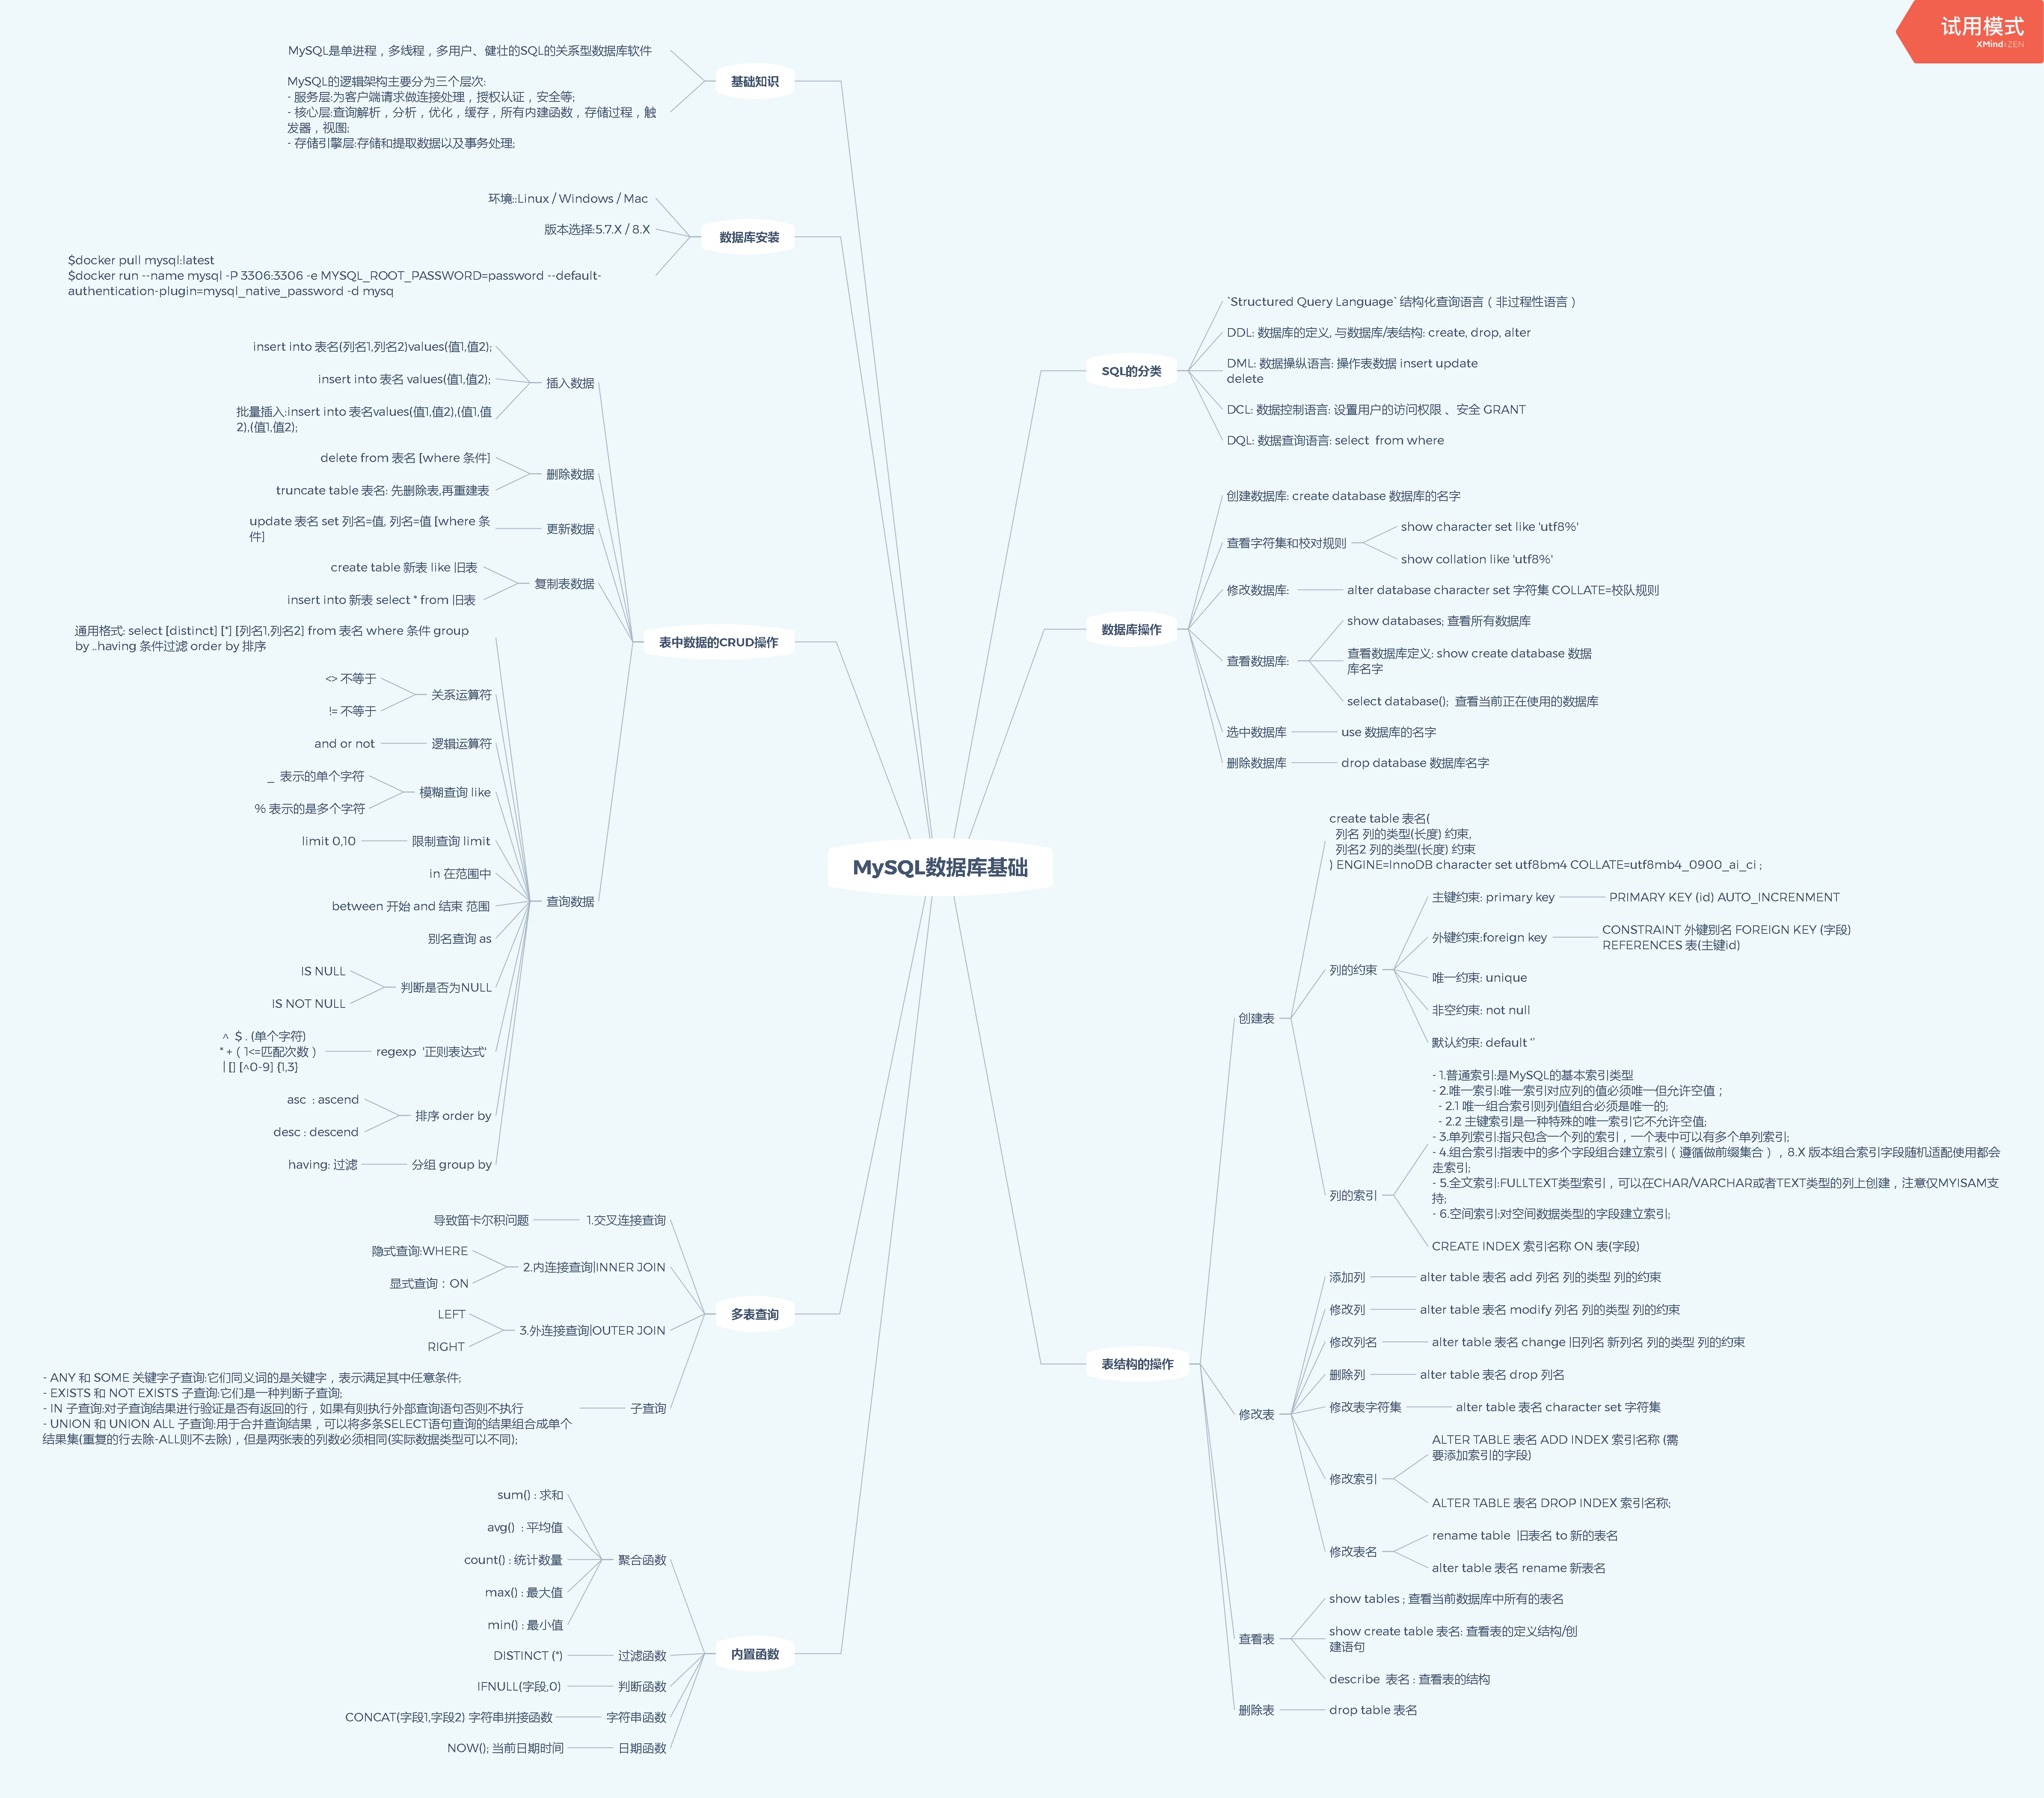 试用模式
XMind:ZEN
MySQL数据库基础
基础知识
MySQL是单进程，多线程，多用户、健壮的SQL的关系型数据库软件
MySQL的逻辑架构主要分为三个层次:
- 服务层:为客户端请求做连接处理，授权认证，安全等;
- 核心层:查询解析，分析，优化，缓存，所有内建函数，存储过程，触
发器，视图;
- 存储引擎层:存储和提取数据以及事务处理;
数据库安装
环境::Linux / Windows / Mac
版本选择:5.7.X / 8.X
$docker pull mysql:latest
$docker run --name mysql -P 3306:3306 -e MYSQL_ROOT_PASSWORD=password --default-
authentication-plugin=mysql_native_password -d mysq
表中数据的CRUD操作
插入数据
insert into 表名(列名1,列名2)values(值1,值2);
insert into 表名 values(值1,值2);
批量插入:insert into 表名values(值1,值2),(值1,值
2),(值1,值2);
删除数据
delete from 表名 [where 条件]
truncate table 表名: 先删除表,再重建表
更新数据
update 表名 set 列名=值, 列名=值 [where 条
件]
复制表数据
create table 新表 like 旧表
insert into 新表 select * from 旧表
查询数据
通用格式: select [distinct] [*] [列名1,列名2] from 表名 where 条件 group
by ..having 条件过滤 order by 排序
关系运算符
<> 不等于
!= 不等于
逻辑运算符
and or not
模糊查询 like
_ 表示的单个字符
% 表示的是多个字符
限制查询 limit
limit 0,10
in 在范围中
between 开始 and 结束 范围
别名查询 as
判断是否为NULL
IS NULL
IS NOT NULL
regexp '正则表达式'
^ $ . (单个字符)
* + ( 1<=匹配次数 )
| [] [^0-9] {1,3}
排序 order by
asc : ascend
desc : descend
分组 group by
having: 过滤
多表查询
1.交叉连接查询
导致笛卡尔积问题
2.内连接查询|INNER JOIN
隐式查询:WHERE
显式查询：ON
3.外连接查询|OUTER JOIN
LEFT
RIGHT
子查询
- ANY 和 SOME 关键字子查询:它们同义词的是关键字，表示满足其中任意条件;
- EXISTS 和 NOT EXISTS 子查询:它们是一种判断子查询;
- IN 子查询:对子查询结果进行验证是否有返回的行，如果有则执行外部查询语句否则不执行
- UNION 和 UNION ALL 子查询:用于合并查询结果，可以将多条SELECT语句查询的结果组合成单个
结果集(重复的行去除-ALL则不去除)，但是两张表的列数必须相同(实际数据类型可以不同);
内置函数
聚合函数
sum() : 求和
avg() : 平均值
count() : 统计数量
max() : 最大值
min() : 最小值
过滤函数
DISTINCT (*)
判断函数
IFNULL(字段,0)
字符串函数
CONCAT(字段1,字段2) 字符串拼接函数
日期函数
NOW(); 当前日期时间
SQL的分类
`Structured Query Language` 结构化查询语言 ( 非过程性语言 )
DDL: 数据库的定义, 与数据库/表结构: create, drop, alter
DML: 数据操纵语言: 操作表数据 insert update
delete
DCL: 数据控制语言: 设置用户的访问权限 、安全 GRANT
DQL: 数据查询语言: select from where
数据库操作
创建数据库: create database 数据库的名字
查看字符集和校对规则
show character set like 'utf8%'
show collation like 'utf8%'
修改数据库:
alter database character set 字符集 COLLATE=校队规则
查看数据库:
show databases; 查看所有数据库
查看数据库定义: show create database 数据
库名字
select database(); 查看当前正在使用的数据库
选中数据库
use 数据库的名字
删除数据库
drop database 数据库名字
表结构的操作
创建表
create table 表名(
列名 列的类型(长度) 约束,
列名2 列的类型(长度) 约束
) ENGINE=InnoDB character set utf8bm4 COLLATE=utf8mb4_0900_ai_ci ;
列的约束
主键约束: primary key
PRIMARY KEY (id) AUTO_INCRENMENT
外键约束:foreign key
CONSTRAINT 外键别名 FOREIGN KEY (字段)
REFERENCES 表(主键id)
唯一约束: unique
非空约束: not null
默认约束: default ''
列的索引
- 1.普通索引:是MySQL的基本索引类型
- 2.唯一索引:唯一索引对应列的值必须唯一但允许空值；
- 2.1 唯一组合索引则列值组合必须是唯一的;
- 2.2 主键索引是一种特殊的唯一索引它不允许空值;
- 3.单列索引:指只包含一个列的索引，一个表中可以有多个单列索引;
- 4.组合索引:指表中的多个字段组合建立索引（遵循做前缀集合），8.X 版本组合索引字段随机适配使用都会
走索引;
- 5.全文索引:FULLTEXT类型索引，可以在CHAR/VARCHAR或者TEXT类型的列上创建，注意仅MYISAM支
持;
- 6.空间索引:对空间数据类型的字段建立索引;
CREATE INDEX 索引名称 ON 表(字段)
修改表
添加列
alter table 表名 add 列名 列的类型 列的约束
修改列
alter table 表名 modify 列名 列的类型 列的约束
修改列名
alter table 表名 change 旧列名 新列名 列的类型 列的约束
删除列
alter table 表名 drop 列名
修改表字符集
alter table 表名 character set 字符集
修改索引
ALTER TABLE 表名 ADD INDEX 索引名称 (需
要添加索引的字段)
ALTER TABLE 表名 DROP INDEX 索引名称;
修改表名
rename table 旧表名 to 新的表名
alter table 表名 rename 新表名
查看表
show tables ; 查看当前数据库中所有的表名
show create table 表名: 查看表的定义结构/创
建语句
describe 表名 : 查看表的结构
删除表
drop table 表名